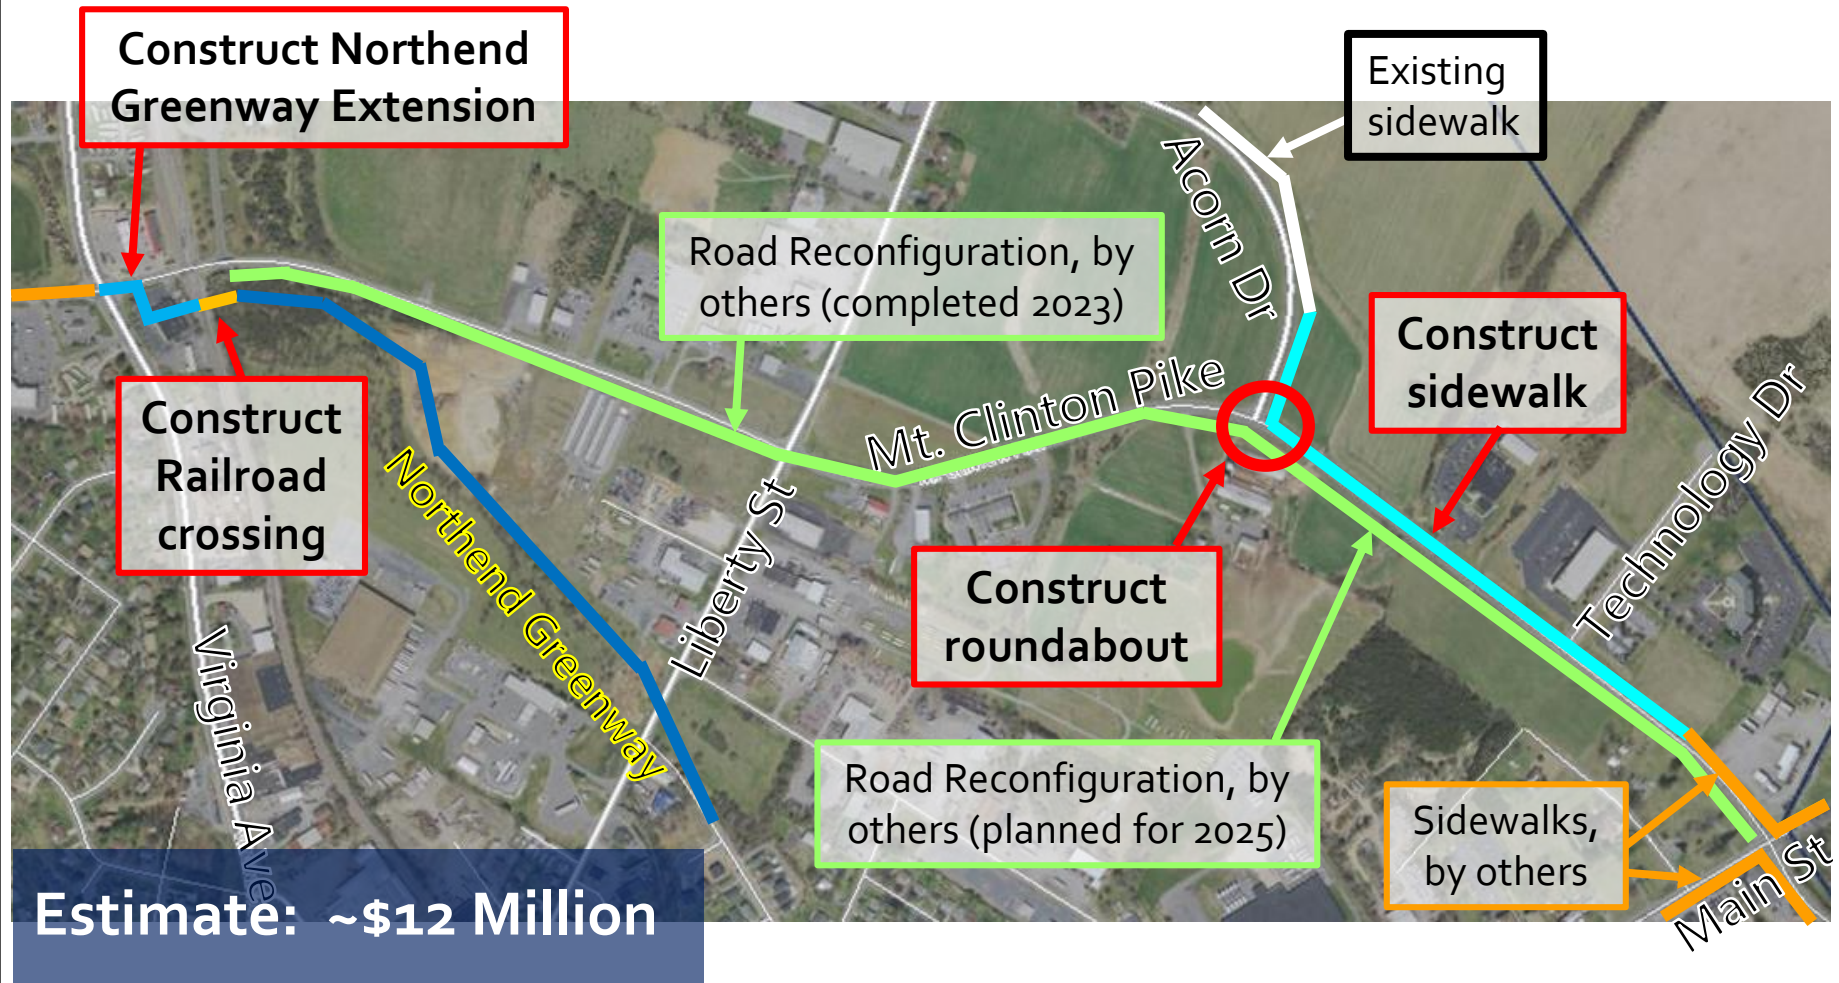 Construct Northend
Greenway Extension
Existing
sidewalk
Acorn Dr
Road Reconfiguration, by
others (completed 2023)
Construct
sidewalk
Construct
Railroad
crossing
Mt. Clinton Pike
Technology Dr
Northend Greenway
Liberty St
Construct
roundabout
Virginia Ave
Road Reconfiguration, by
others (planned for 2025)
Sidewalks,
by others
Main St
Estimate: ~$12 Million